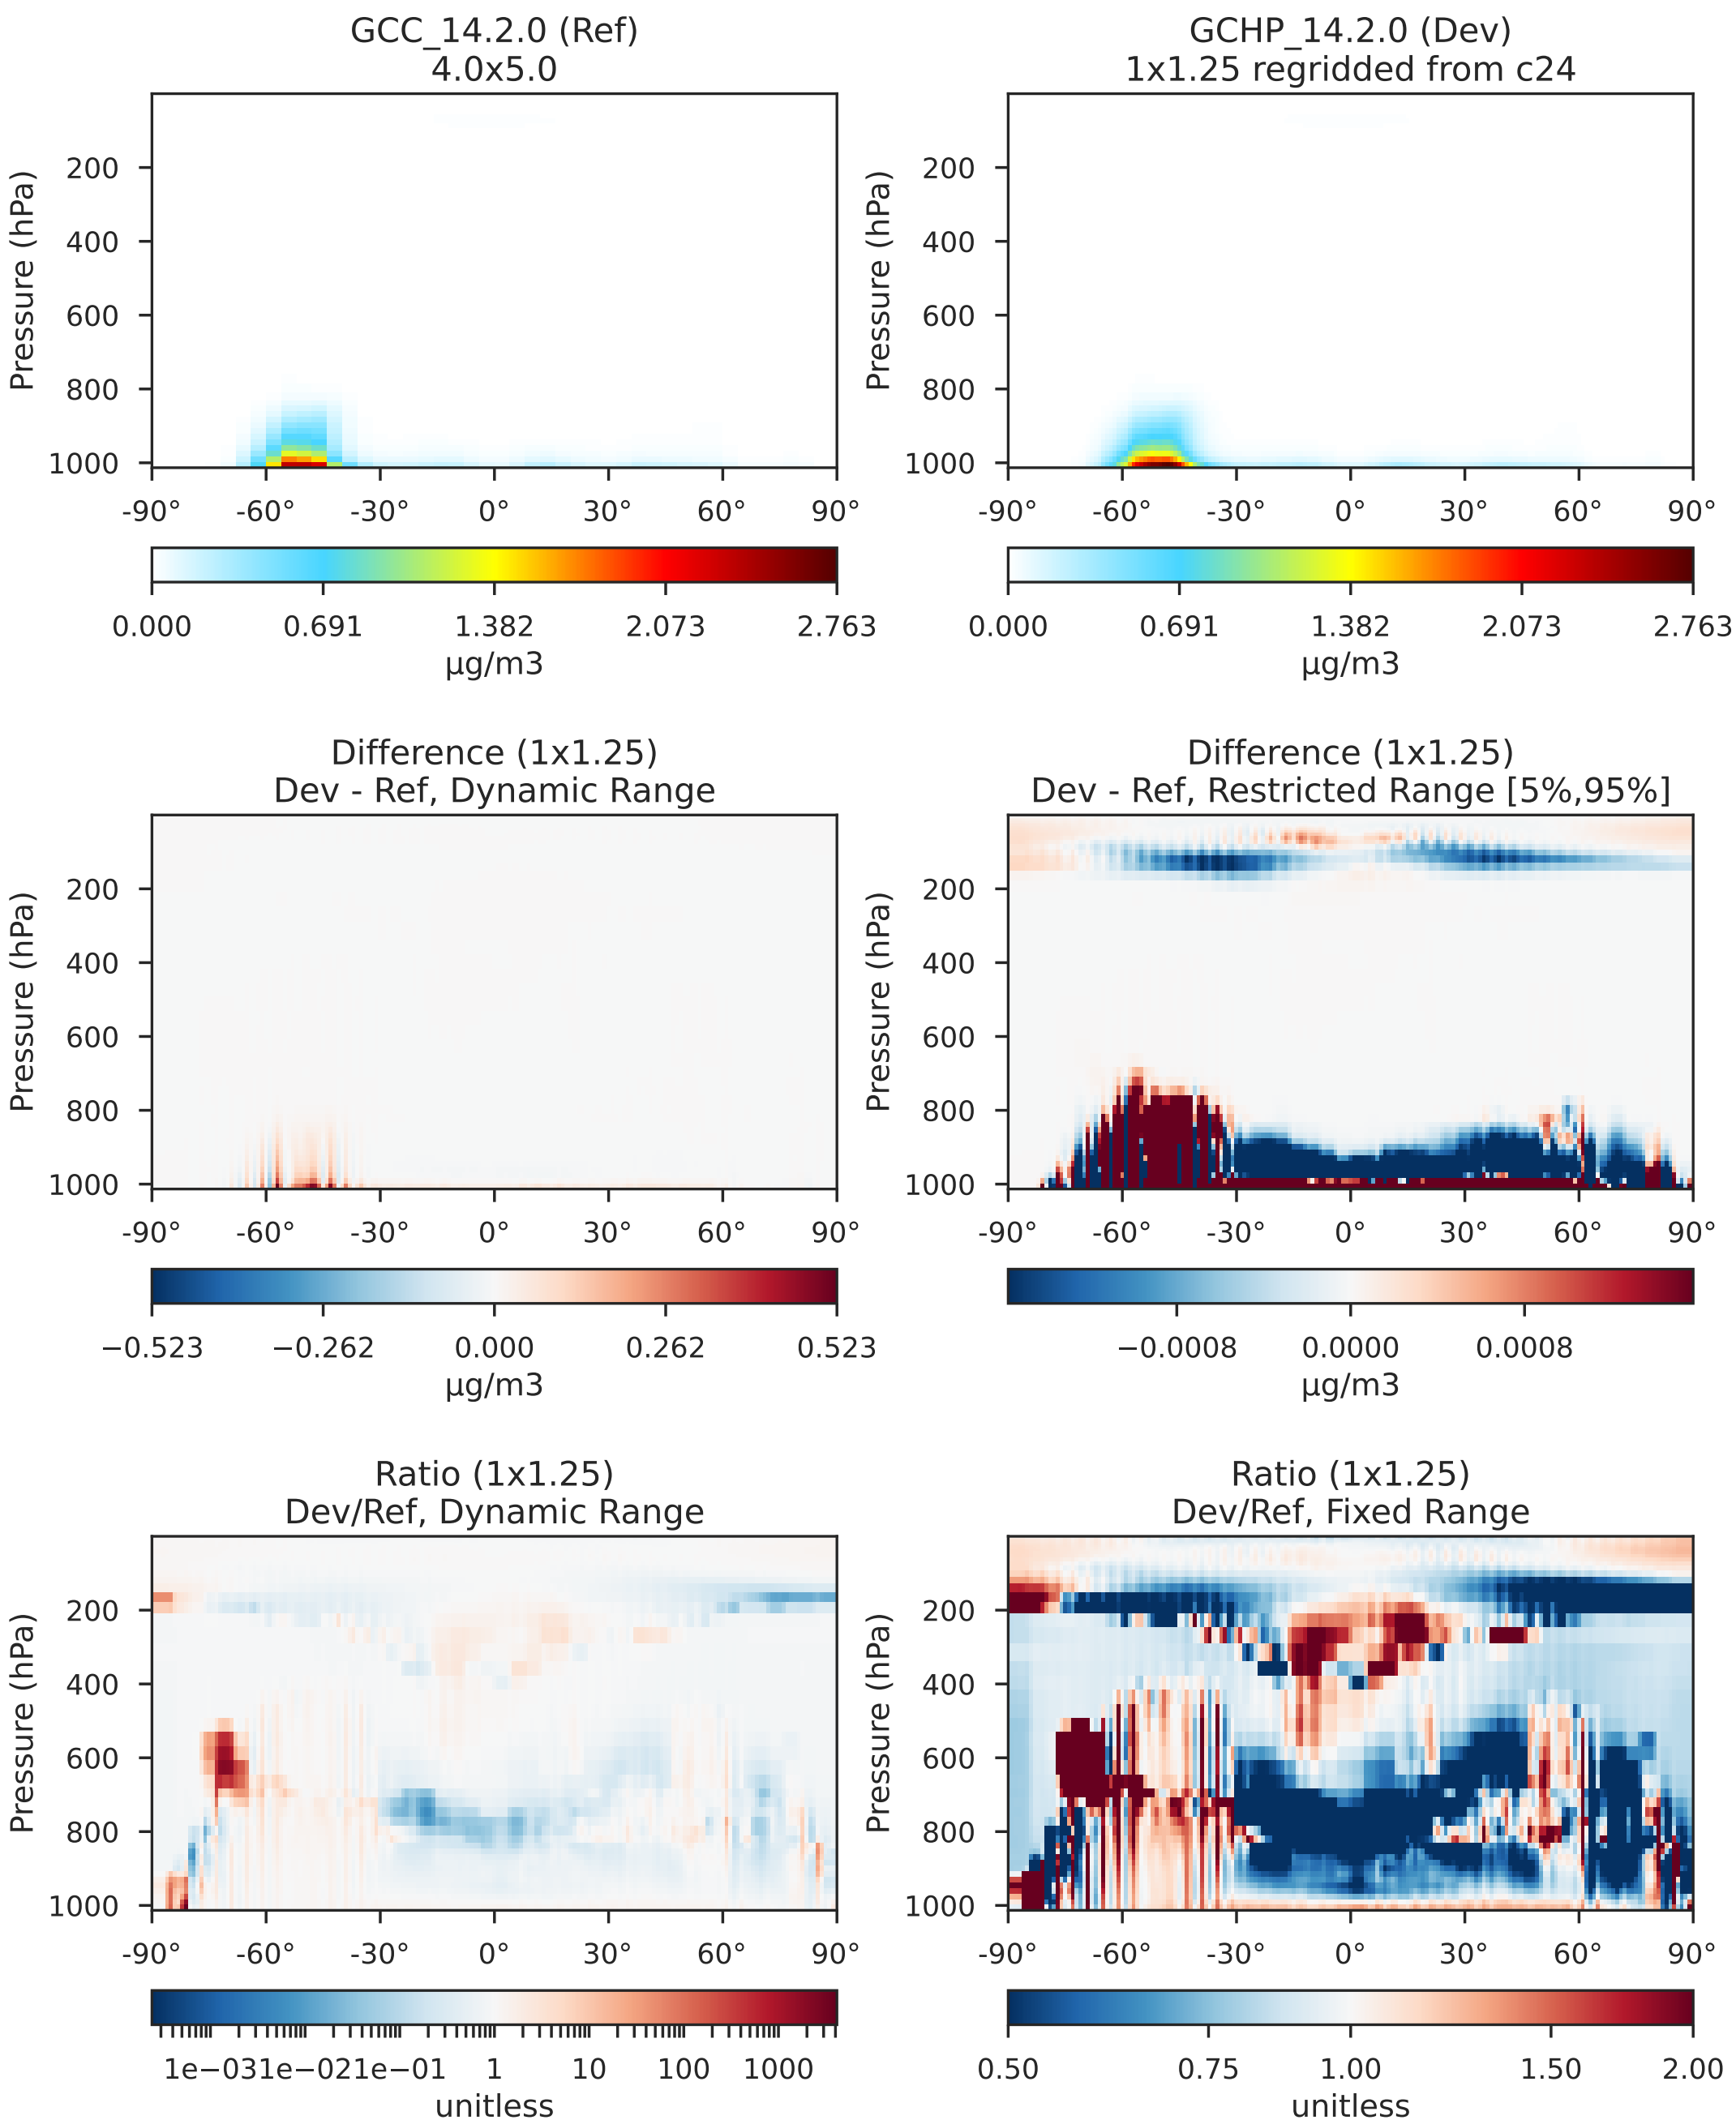 GCC_14.2.0 (Ref)
4.0x5.0
Pressure (hPa)
200
400
600
800
1000
-90° -60° -30° 0° 30° 60° 90°
0.000 0.691 1.382 2.073 2.763
μg/m3
GCHP_14.2.0 (Dev)
1x1.25 regridded from c24
Pressure (hPa)
200
400
600
800
1000
-90° -60° -30° 0° 30° 60° 90°
0.000 0.691 1.382 2.073 2.763
μg/m3
Difference (1x1.25)
Dev - Ref, Dynamic Range
Pressure (hPa)
200
400
600
800
1000
-90° -60° -30° 0° 30° 60° 90°
−0.523 −0.262 0.000 0.262 0.523
μg/m3
Difference (1x1.25)
Dev - Ref, Restricted Range [5%,95%]
Pressure (hPa)
200
400
600
800
1000
-90° -60° -30° 0° 30° 60° 90°
−0.0008 0.0000 0.0008
μg/m3
Ratio (1x1.25)
Dev/Ref, Dynamic Range
Pressure (hPa)
200
400
600
800
1000
-90° -60° -30° 0° 30° 60° 90°
1e−03 1e−02 1e−01 1 10 100 1000
unitless
Ratio (1x1.25)
Dev/Ref, Fixed Range
Pressure (hPa)
200
400
600
800
1000
-90° -60° -30° 0° 30° 60° 90°
0.50 0.75 1.00 1.50 2.00
unitless